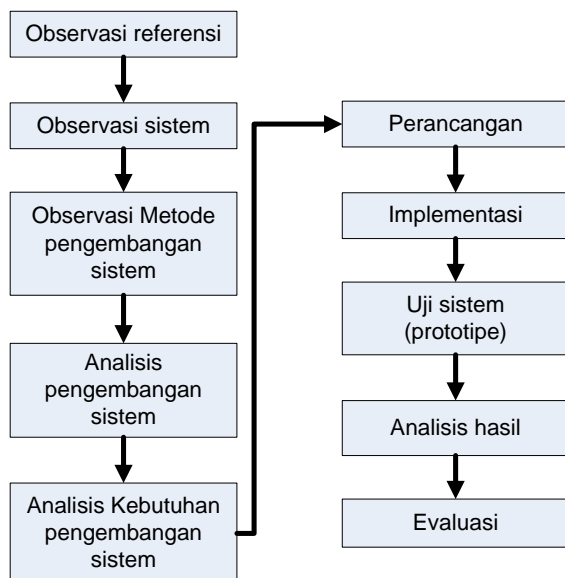 Observasi referensi
Observasi sistem
Observasi Metode
pengembangan
sistem
Analisis
pengembangan
sistem
Analisis Kebutuhan
pengembangan
sistem
Perancangan
Implementasi
Uji sistem
(prototipe)
Analisis hasil
Evaluasi